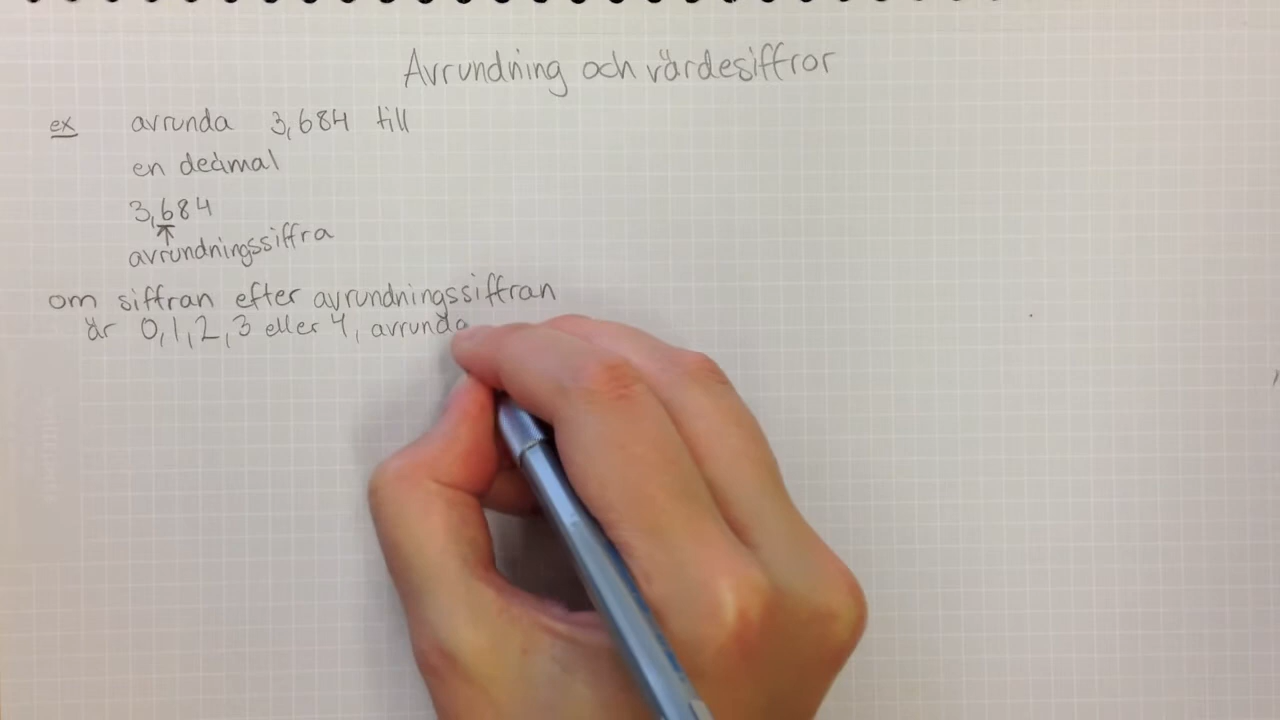 Avrundning och värdesiffror
ex avrunda 3,684 till
en decimal
3,684
avrundningssiffra
om siffran efter avrundningssiffran
är 0,1,2,3 eller 4, avrunda